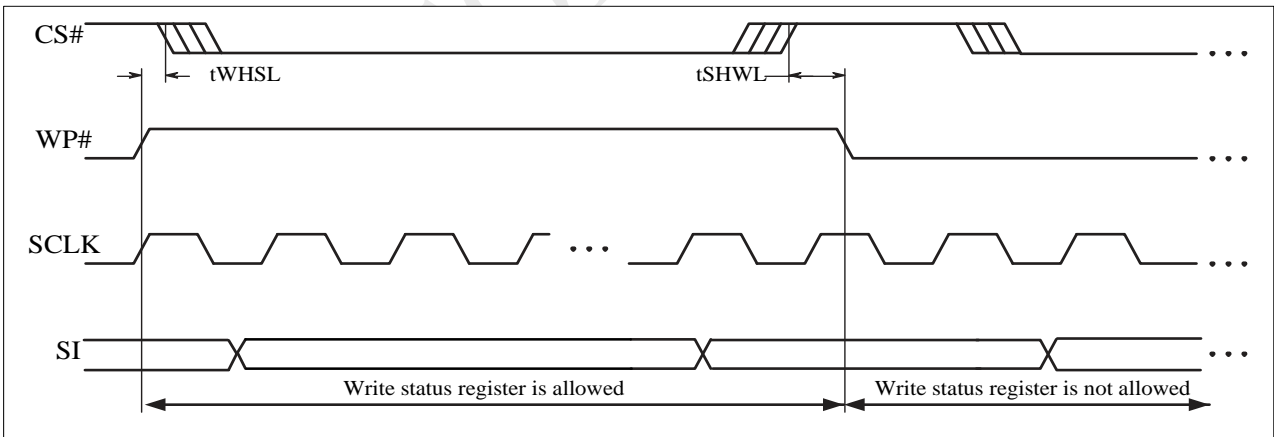 CS#
tWHSL
tSHWL
WP#
SCLK
SI
Write status register is allowed
Write status register is not allowed